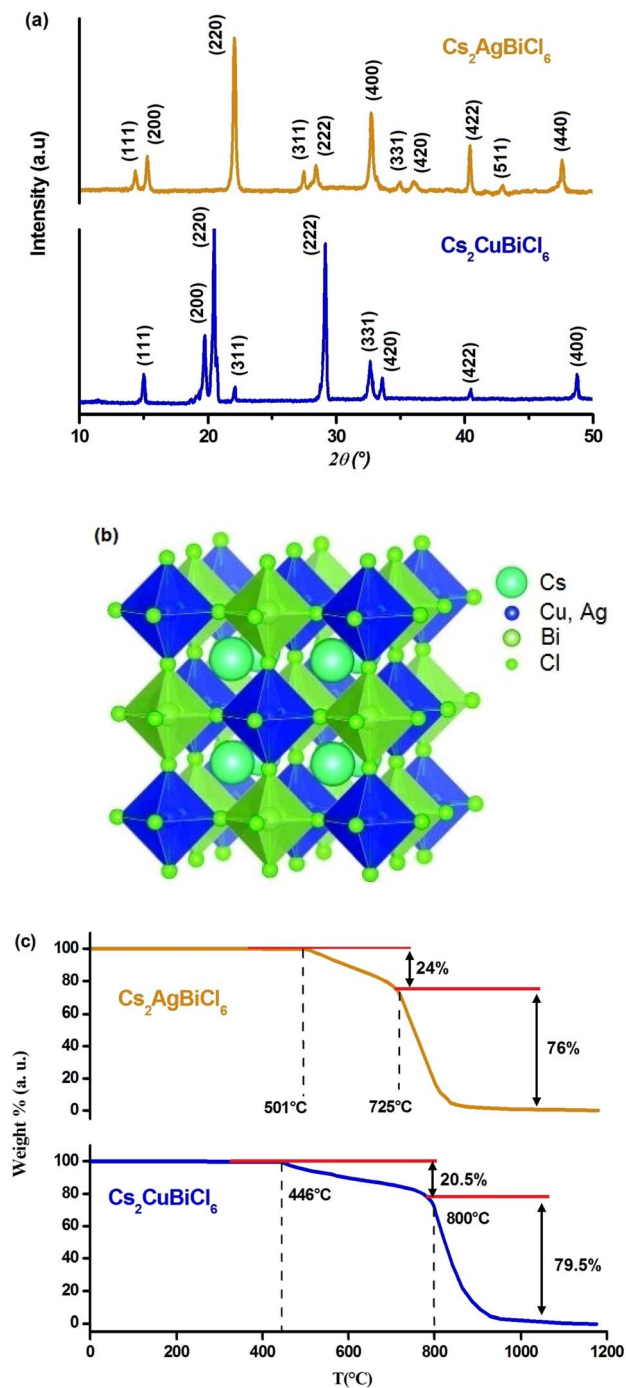 (a)
Cs₂AgBiCl₆
(111)
(200)
(220)
(311)
(222)
(400)
(331)
(420)
(422)
(511)
(440)
Intensity (a.u)
Cs₂CuBiCl₆
(111)
(200)
(220)
(311)
(222)
(331)
(420)
(422)
(400)
10 20 30 40 50
2θ (°)
(b)
Cs
Cu, Ag
Bi
Cl
(c)
100
80
60
40
20
0
Cs₂AgBiCl₆
24%
76%
501°C
725°C
Weight % (a. u.)
100
80
60
40
20
0
Cs₂CuBiCl₆
20.5%
446°C
800°C
79.5%
0 200 400 600 800 1000 1200
T(°C)